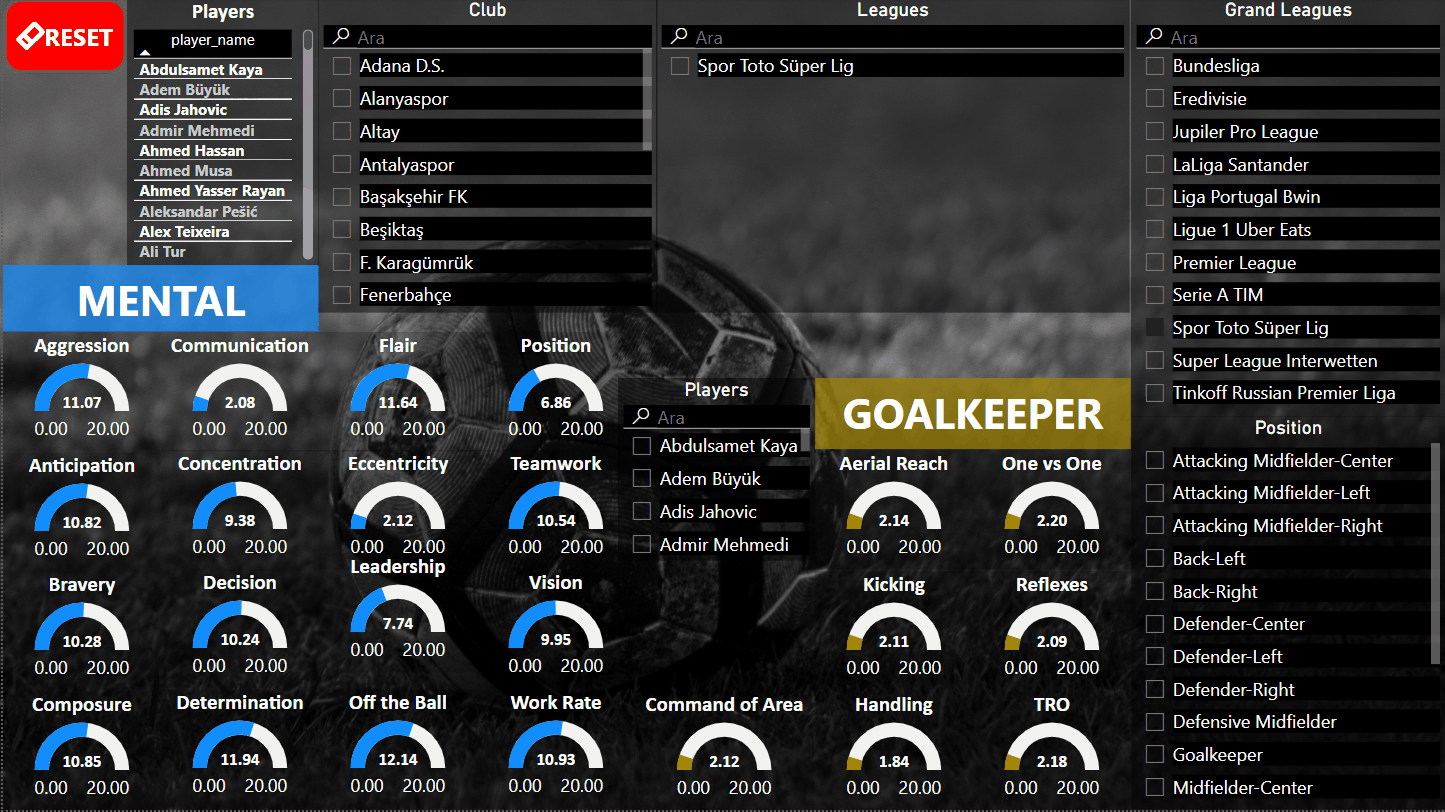 RESET
Players
player_name
Abdulsamet Kaya
Adem Büyük
Adis Jahovic
Admir Mehmedi
Ahmed Hassan
Ahmed Musa
Ahmed Yasser Rayan
Aleksandar Pešić
Alex Teixeira
Ali Tur
Club
Ara
Adana D.S.
Alanyaspor
Altay
Antalyaspor
Başakşehir FK
Beşiktaş
F. Karagümrük
Fenerbahçe
Leagues
Ara
Spor Toto Süper Lig
Grand Leagues
Ara
Bundesliga
Eredivisie
Jupiler Pro League
LaLiga Santander
Liga Portugal Bwin
Ligue 1 Uber Eats
Premier League
Serie A TIM
Spor Toto Süper Lig
Super League Interwetten
Tinkoff Russian Premier Liga
MENTAL
Aggression Communication Flair Position
11.07 2.08 11.64 6.86
0.00 20.00 0.00 20.00 0.00 20.00 0.00 20.00
Anticipation Concentration Eccentricity Teamwork
10.82 9.38 2.12 10.54
0.00 20.00 0.00 20.00 0.00 20.00 0.00 20.00
Bravery Decision Leadership Vision
10.28 10.24 7.74 9.95
0.00 20.00 0.00 20.00 0.00 20.00 0.00 20.00
Composure Determination Off the Ball Work Rate
10.85 11.94 12.14 10.93
0.00 20.00 0.00 20.00 0.00 20.00 0.00 20.00
Players
Ara
Abdulsamet Kaya
Adem Büyük
Adis Jahovic
Admir Mehmedi
GOALKEEPER
Aerial Reach One vs One
2.14 2.20
0.00 20.00 0.00 20.00
Kicking Reflexes
2.11 2.09
0.00 20.00 0.00 20.00
Command of Area Handling TRO
2.12 1.84 2.18
0.00 20.00 0.00 20.00 0.00 20.00
Position
Attacking Midfielder-Center
Attacking Midfielder-Left
Attacking Midfielder-Right
Back-Left
Back-Right
Defender-Center
Defender-Left
Defender-Right
Defensive Midfielder
Goalkeeper
Midfielder-Center